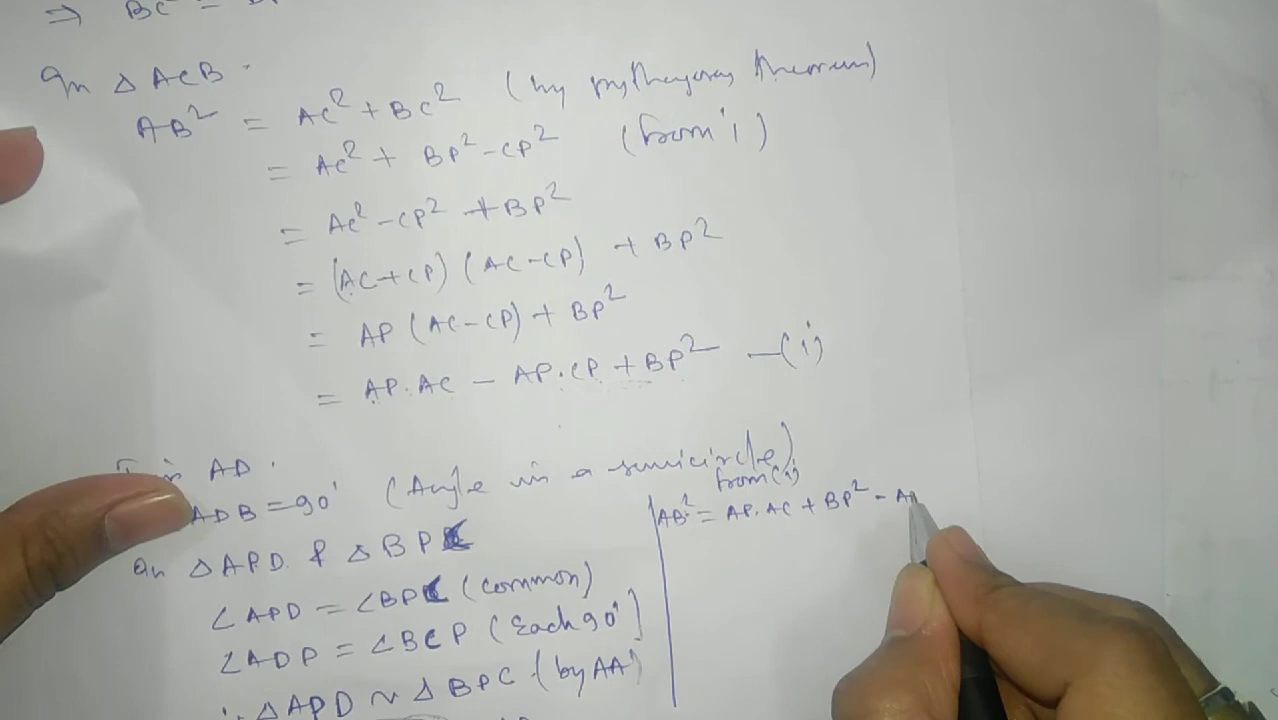 ⇒ BC =
In △ ACB .
AB² = AC² + BC² (by pythagoras theorem)
= AC² + BP² - CP² (from i)
= AC² - CP² + BP²
= (AC + CP) (AC - CP) + BP²
= AP (AC - CP) + BP²
= AP . AC - AP . CP + BP² —(i)
AD .
ADB = 90° (Angle in a semicircle)
In △ APD & △ BPC
∠APD = ∠BPC (common)
∠ADP = ∠BCP (Each 90°)
∴ △APD ~ △ BPC (by AA)
from (i)
AB² = AP . AC + BP² - A